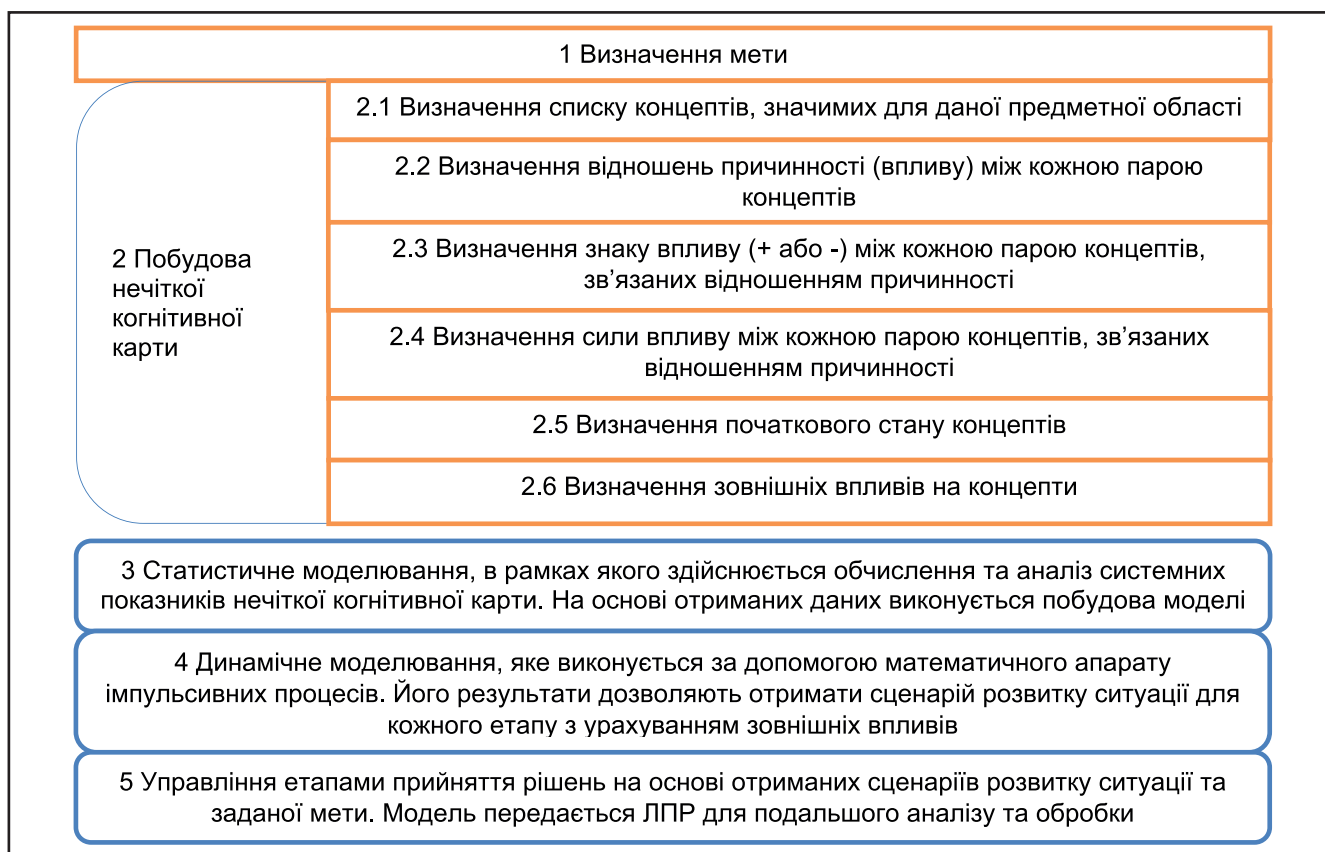 1 Визначення мети
2 Побудова
нечіткої
когнітивної
карти
2.1 Визначення списку концептів, значимих для даної предметної області
2.2 Визначення відношень причинності (впливу) між кожною парою
концептів
2.3 Визначення знаку впливу (+ або -) між кожною парою концептів,
зв’язаних відношенням причинності
2.4 Визначення сили впливу між кожною парою концептів, зв’язаних
відношенням причинності
2.5 Визначення початкового стану концептів
2.6 Визначення зовнішніх впливів на концепти
3 Статистичне моделювання, в рамках якого здійснюється обчислення та аналіз системних
показників нечіткої когнітивної карти. На основі отриманих даних виконується побудова моделі
4 Динамічне моделювання, яке виконується за допомогою математичного апарату
імпульсивних процесів. Його результати дозволяють отримати сценарій розвитку ситуації для
кожного етапу з урахуванням зовнішніх впливів
5 Управління етапами прийняття рішень на основі отриманих сценаріїв розвитку ситуації та
заданої мети. Модель передається ЛПР для подальшого аналізу та обробки